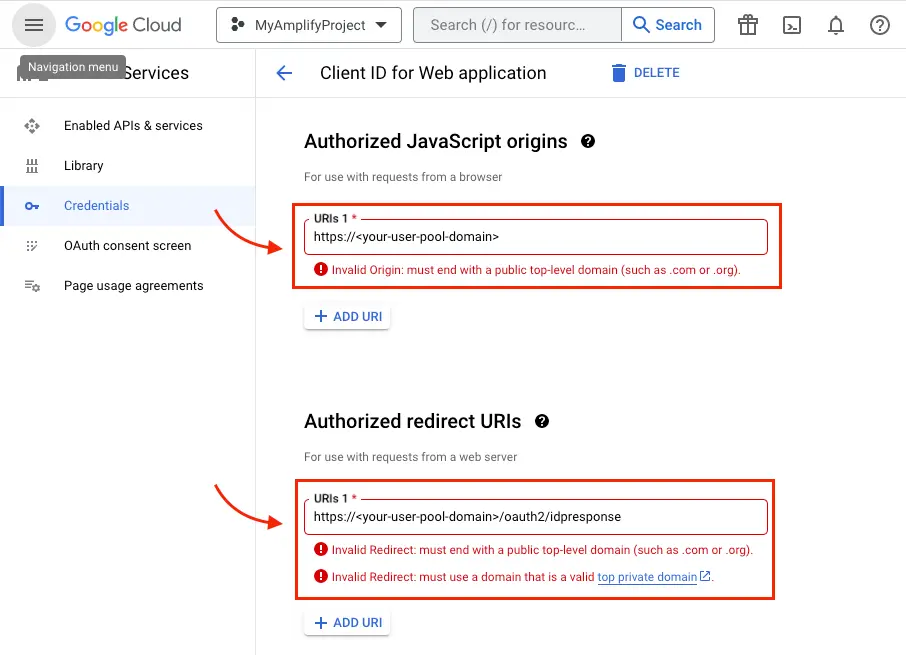 Google Cloud
MyAmplifyProject
Search (/) for resourc…
Search
Navigation menu
Services
Client ID for Web application
DELETE
Enabled APIs & services
Library
Credentials
OAuth consent screen
Page usage agreements
Authorized JavaScript origins
For use with requests from a browser
URIs 1 *
https://<your-user-pool-domain>
Invalid Origin: must end with a public top-level domain (such as .com or .org).
ADD URI
Authorized redirect URIs
For use with requests from a web server
URIs 1 *
https://<your-user-pool-domain>/oauth2/idpresponse
Invalid Redirect: must end with a public top-level domain (such as .com or .org).
Invalid Redirect: must use a domain that is a valid top private domain.
ADD URI